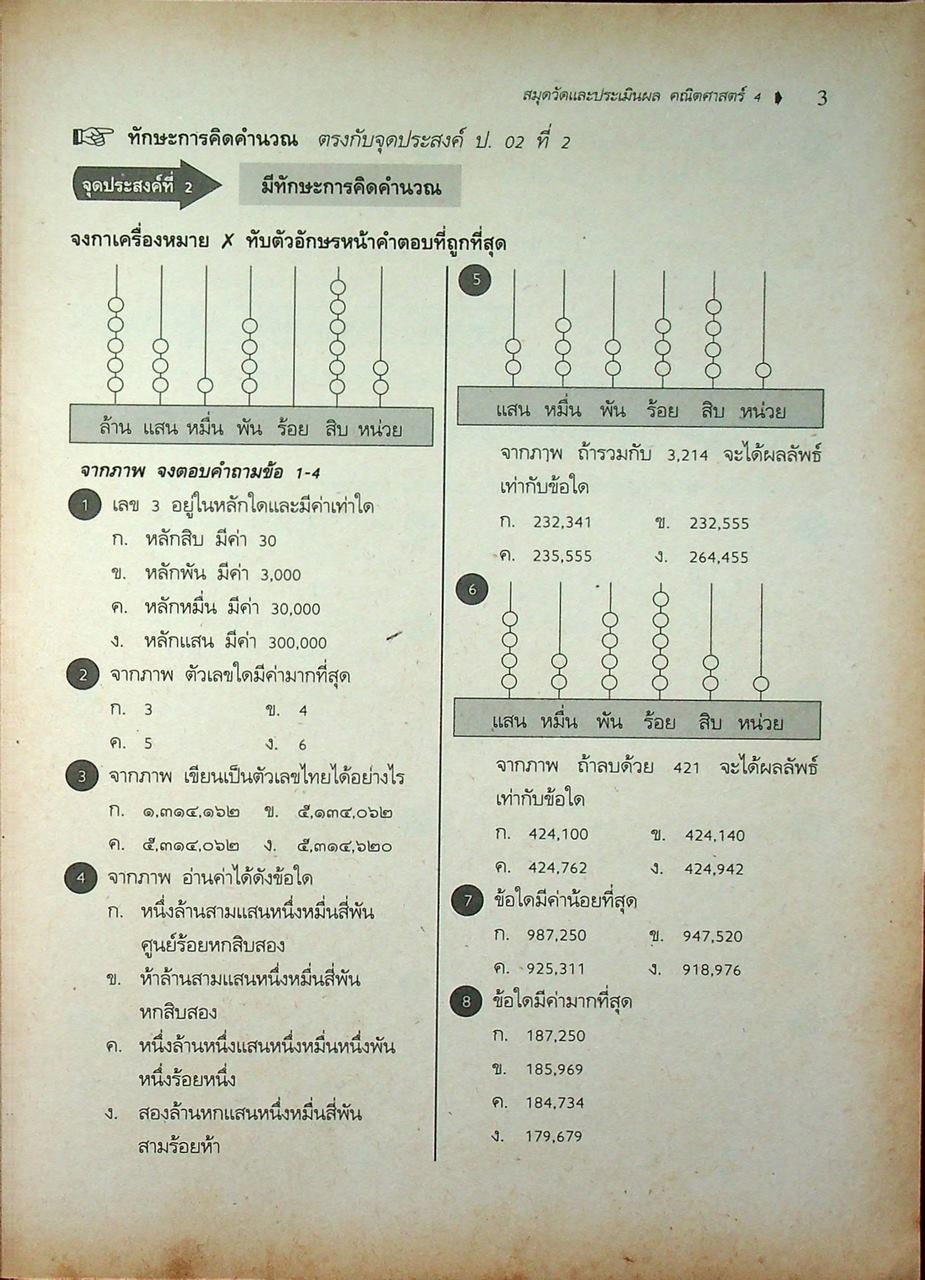 สมุดวัดและประเมินผล คณิตศาสตร์ 4 3
ทักษะการคิดคำนวณ ตรงกับจุดประสงค์ ป. 02 ที่ 2
จุดประสงค์ที่ 2 มีทักษะการคิดคำนวณ
จงกาเครื่องหมาย ✗ ทับตัวอักษรหน้าคำตอบที่ถูกที่สุด
ล้าน แสน หมื่น พัน ร้อย สิบ หน่วย
จากภาพ จงตอบคำถามข้อ 1-4
1 เลข 3 อยู่ในหลักใดและมีค่าเท่าใด
ก. หลักสิบ มีค่า 30
ข. หลักพัน มีค่า 3,000
ค. หลักหมื่น มีค่า 30,000
ง. หลักแสน มีค่า 300,000
2 จากภาพ ตัวเลขใดมีค่ามากที่สุด
ก. 3 ข. 4
ค. 5 ง. 6
3 จากภาพ เขียนเป็นตัวเลขไทยได้อย่างไร
ก. ๑,๓๑๔,๑๖๒ ข. ๕,๑๓๔,๐๖๒
ค. ๕,๓๑๔,๐๖๒ ง. ๕,๓๑๔,๖๒๐
4 จากภาพ อ่านค่าได้ดังข้อใด
ก. หนึ่งล้านสามแสนหนึ่งหมื่นสี่พัน
ศูนย์ร้อยหกสิบสอง
ข. ห้าล้านสามแสนหนึ่งหมื่นสี่พัน
หกสิบสอง
ค. หนึ่งล้านหนึ่งแสนหนึ่งหมื่นหนึ่งพัน
หนึ่งร้อยหนึ่ง
ง. สองล้านหกแสนหนึ่งหมื่นสี่พัน
สามร้อยห้า
5
แสน หมื่น พัน ร้อย สิบ หน่วย
จากภาพ ถ้ารวมกับ 3,214 จะได้ผลลัพธ์
เท่ากับข้อใด
ก. 232,341 ข. 232,555
ค. 235,555 ง. 264,455
6
แสน หมื่น พัน ร้อย สิบ หน่วย
จากภาพ ถ้าลบด้วย 421 จะได้ผลลัพธ์
เท่ากับข้อใด
ก. 424,100 ข. 424,140
ค. 424,762 ง. 424,942
7 ข้อใดมีค่าน้อยที่สุด
ก. 987,250 ข. 947,520
ค. 925,311 ง. 918,976
8 ข้อใดมีค่ามากที่สุด
ก. 187,250
ข. 185,969
ค. 184,734
ง. 179,679